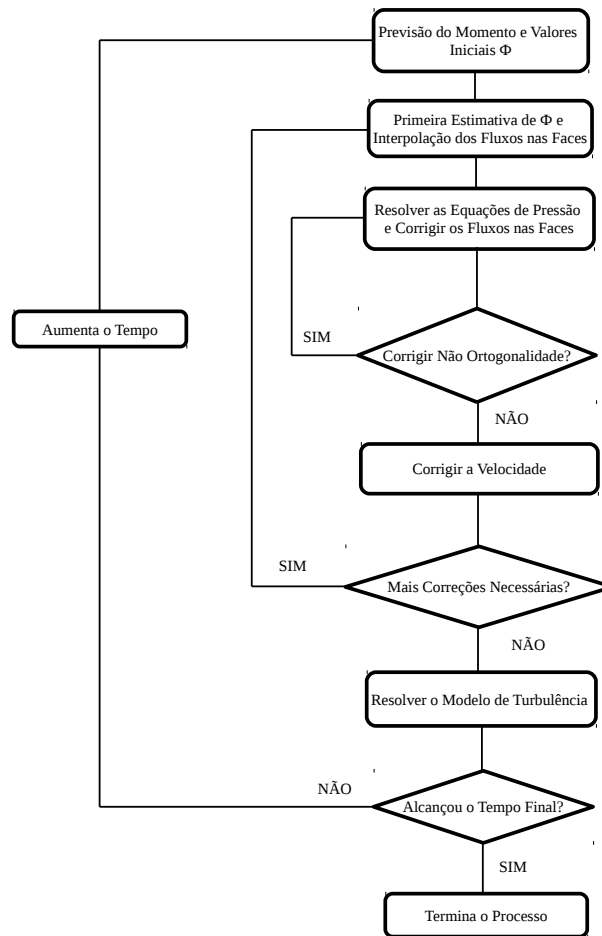 Previsão do Momento e Valores
Iniciais Φ
Primeira Estimativa de Φ e
Interpolação dos Fluxos nas Faces
Resolver as Equações de Pressão
e Corrigir os Fluxos nas Faces
Aumenta o Tempo
SIM
Corrigir Não Ortogonalidade?
NÃO
Corrigir a Velocidade
SIM
Mais Correções Necessárias?
NÃO
Resolver o Modelo de Turbulência
NÃO
Alcançou o Tempo Final?
SIM
Termina o Processo